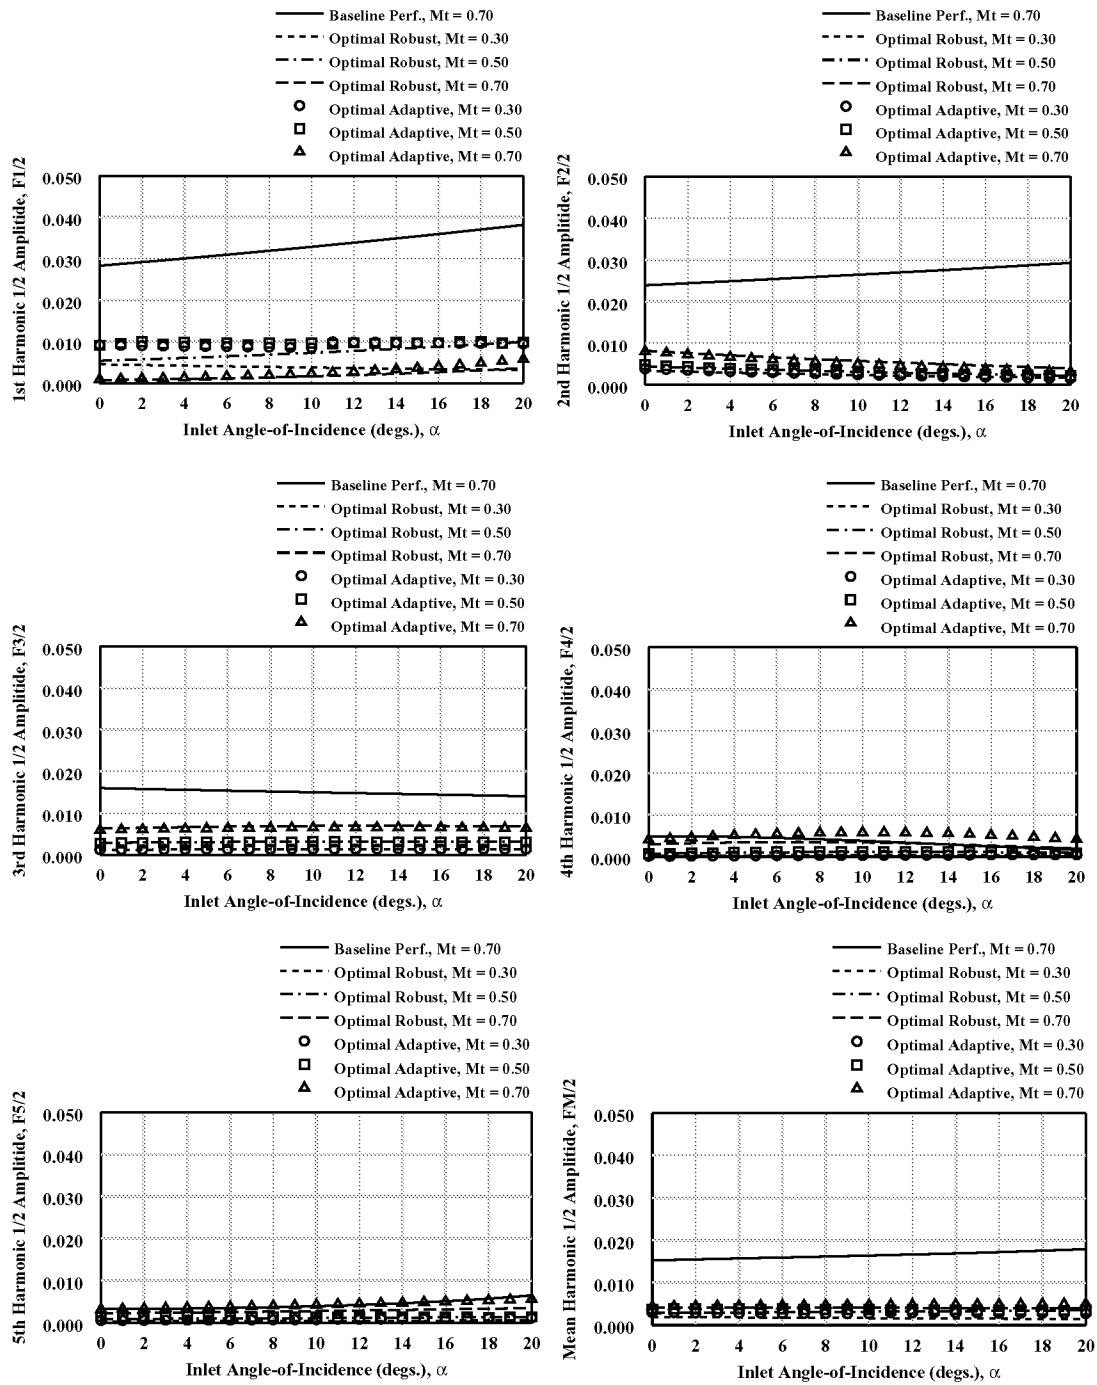 Baseline Perf., Mt = 0.70
Optimal Robust, Mt = 0.30
Optimal Robust, Mt = 0.50
Optimal Robust, Mt = 0.70
Optimal Adaptive, Mt = 0.30
Optimal Adaptive, Mt = 0.50
Optimal Adaptive, Mt = 0.70
1st Harmonic 1/2 Amplitide, F1/2
0.050
0.040
0.030
0.020
0.010
0.000
0 2 4 6 8 10 12 14 16 18 20
Inlet Angle-of-Incidence (degs.), α
Baseline Perf., Mt = 0.70
Optimal Robust, Mt = 0.30
Optimal Robust, Mt = 0.50
Optimal Robust, Mt = 0.70
Optimal Adaptive, Mt = 0.30
Optimal Adaptive, Mt = 0.50
Optimal Adaptive, Mt = 0.70
2nd Harmonic 1/2 Amplitide, F2/2
0.050
0.040
0.030
0.020
0.010
0.000
0 2 4 6 8 10 12 14 16 18 20
Inlet Angle-of-Incidence (degs.), α
Baseline Perf., Mt = 0.70
Optimal Robust, Mt = 0.30
Optimal Robust, Mt = 0.50
Optimal Robust, Mt = 0.70
Optimal Adaptive, Mt = 0.30
Optimal Adaptive, Mt = 0.50
Optimal Adaptive, Mt = 0.70
3rd Harmonic 1/2 Amplitide, F3/2
0.050
0.040
0.030
0.020
0.010
0.000
0 2 4 6 8 10 12 14 16 18 20
Inlet Angle-of-Incidence (degs.), α
Baseline Perf., Mt = 0.70
Optimal Robust, Mt = 0.30
Optimal Robust, Mt = 0.50
Optimal Robust, Mt = 0.70
Optimal Adaptive, Mt = 0.30
Optimal Adaptive, Mt = 0.50
Optimal Adaptive, Mt = 0.70
4th Harmonic 1/2 Amplitide, F4/2
0.050
0.040
0.030
0.020
0.010
0.000
0 2 4 6 8 10 12 14 16 18 20
Inlet Angle-of-Incidence (degs.), α
Baseline Perf., Mt = 0.70
Optimal Robust, Mt = 0.30
Optimal Robust, Mt = 0.50
Optimal Robust, Mt = 0.70
Optimal Adaptive, Mt = 0.30
Optimal Adaptive, Mt = 0.50
Optimal Adaptive, Mt = 0.70
5th Harmonic 1/2 Amplitide, F5/2
0.050
0.040
0.030
0.020
0.010
0.000
0 2 4 6 8 10 12 14 16 18 20
Inlet Angle-of-Incidence (degs.), α
Baseline Perf., Mt = 0.70
Optimal Robust, Mt = 0.30
Optimal Robust, Mt = 0.50
Optimal Robust, Mt = 0.70
Optimal Adaptive, Mt = 0.30
Optimal Adaptive, Mt = 0.50
Optimal Adaptive, Mt = 0.70
Mean Harmonic 1/2 Amplitide, FM/2
0.050
0.040
0.030
0.020
0.010
0.000
0 2 4 6 8 10 12 14 16 18 20
Inlet Angle-of-Incidence (degs.), α